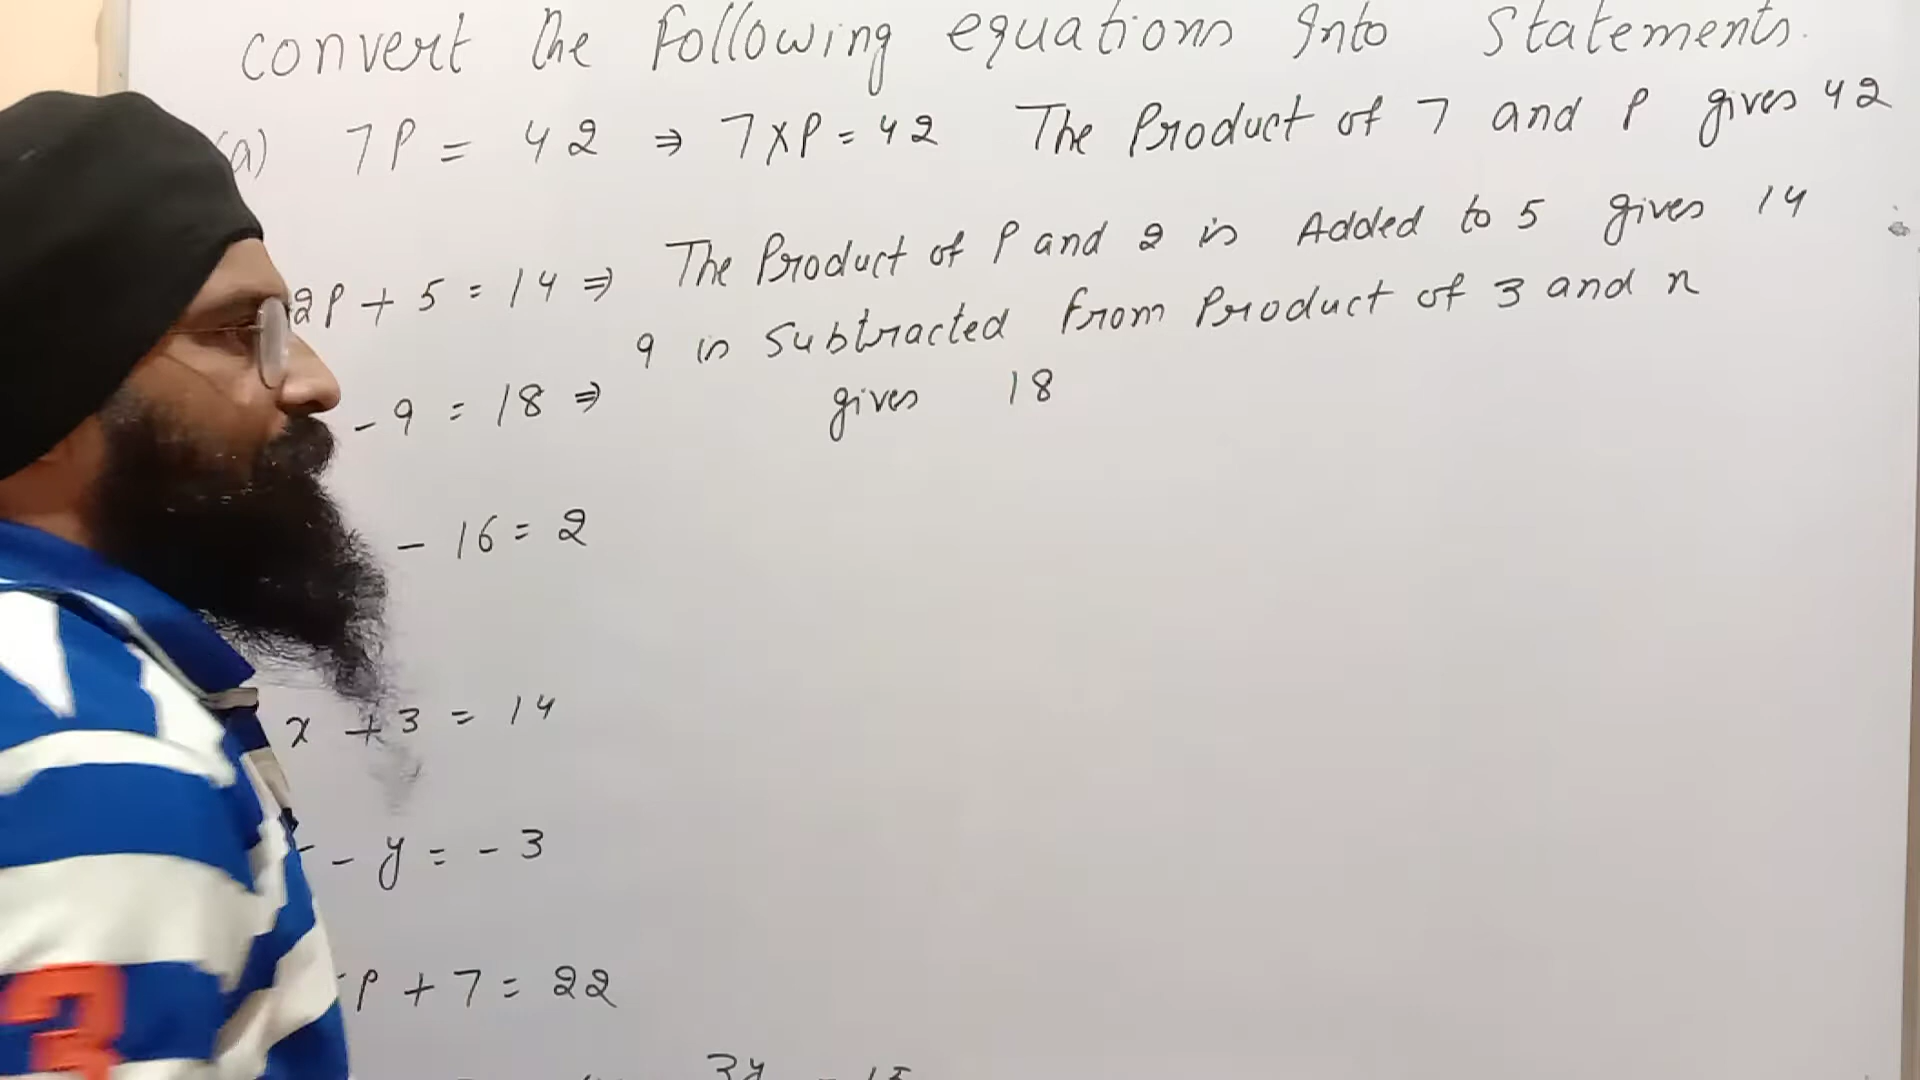 convert the following equations into statements.
(a) 7P = 42 ⇒ 7×P = 42 The Product of 7 and P gives 42
2P + 5 = 14 ⇒ The Product of P and 2 is Added to 5 gives 14
- 9 = 18 ⇒ 9 is Subtracted from Product of 3 and x
gives 18
- 16 = 2
x + 3 = 14
- y = - 3
P + 7 = 22
3